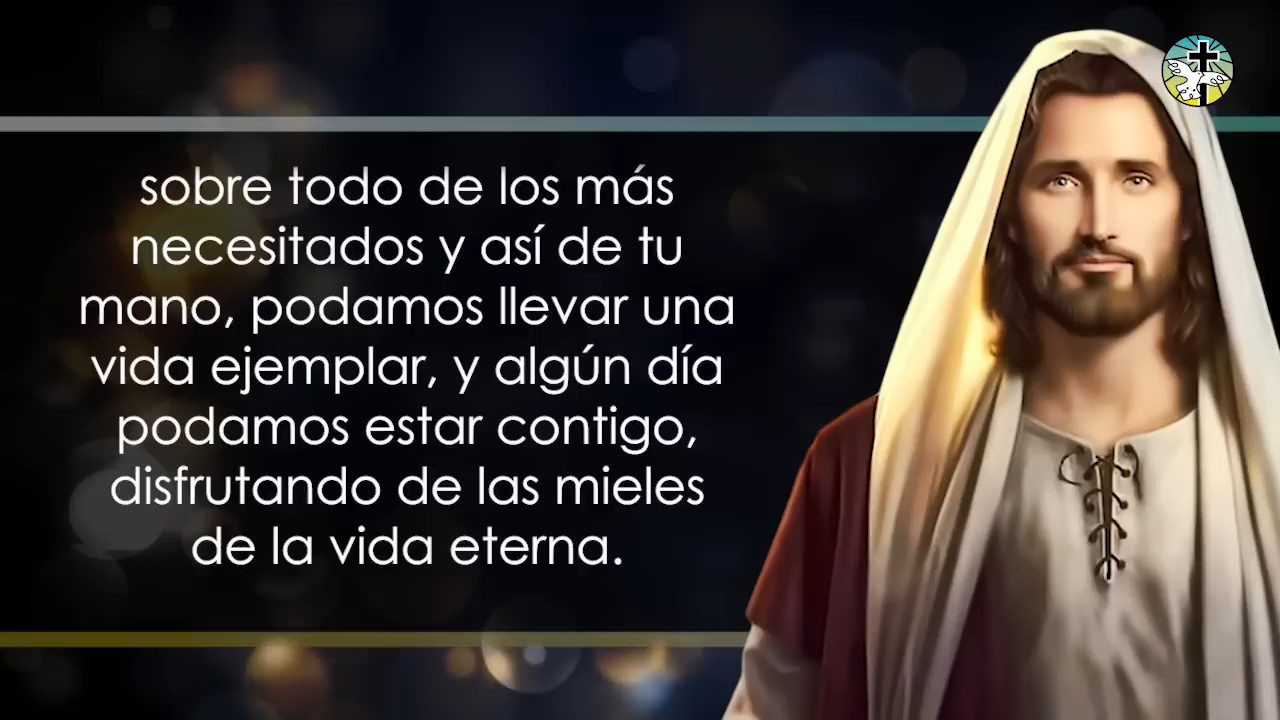 sobre todo de los más
necesitados y así de tu
mano, podamos llevar una
vida ejemplar, y algún día
podamos estar contigo,
disfrutando de las mieles
de la vida eterna.